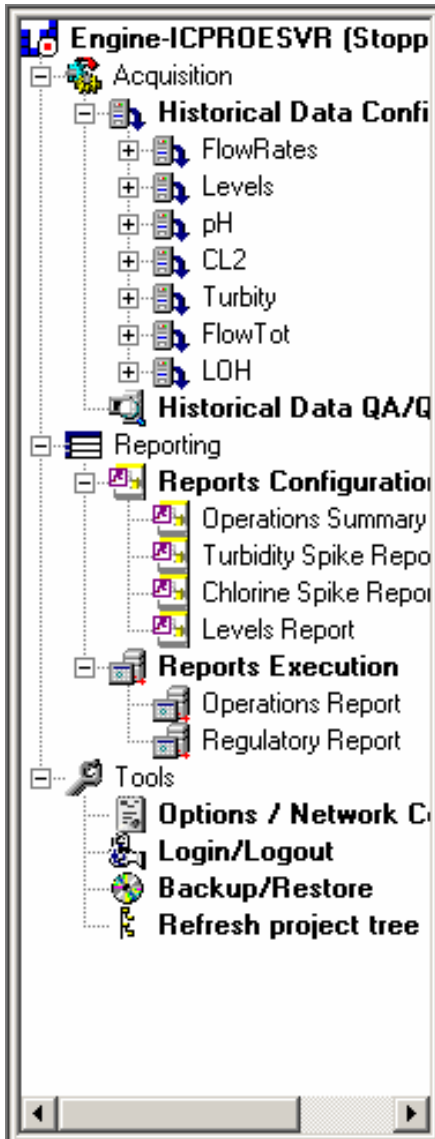 Engine-ICPROESVR (Stopp
Acquisition
Historical Data Confi
FlowRates
Levels
pH
CL2
Turbity
FlowTot
LOH
Historical Data QA/Q
Reporting
Reports Configuration
Operations Summary
Turbidity Spike Repo
Chlorine Spike Repor
Levels Report
Reports Execution
Operations Report
Regulatory Report
Tools
Options / Network C
Login/Logout
Backup/Restore
Refresh project tree